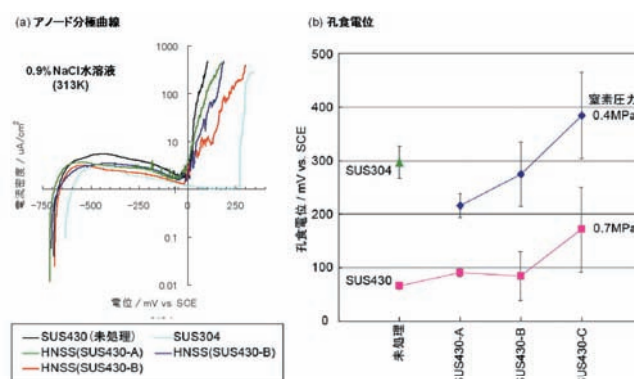 (a) アノード分極曲線
0.9%NaCl水溶液
(313K)
電流密度 / uA/cm²
1000
100
10
0.1
0.01
-750
-500
-250
0
250
電位 / mV vs SCE
SUS430(未処理)
SUS304
HNSS(SUS430-A)
HNSS(SUS430-B)
HNSS(SUS430-B)
(b) 孔食電位
孔食電位 / mV vs. SCE
500
400
300
200
100
0
窒素圧力
0.4MPa
SUS304
0.7MPa
SUS430
未処理
SUS430-A
SUS430-B
SUS430-C